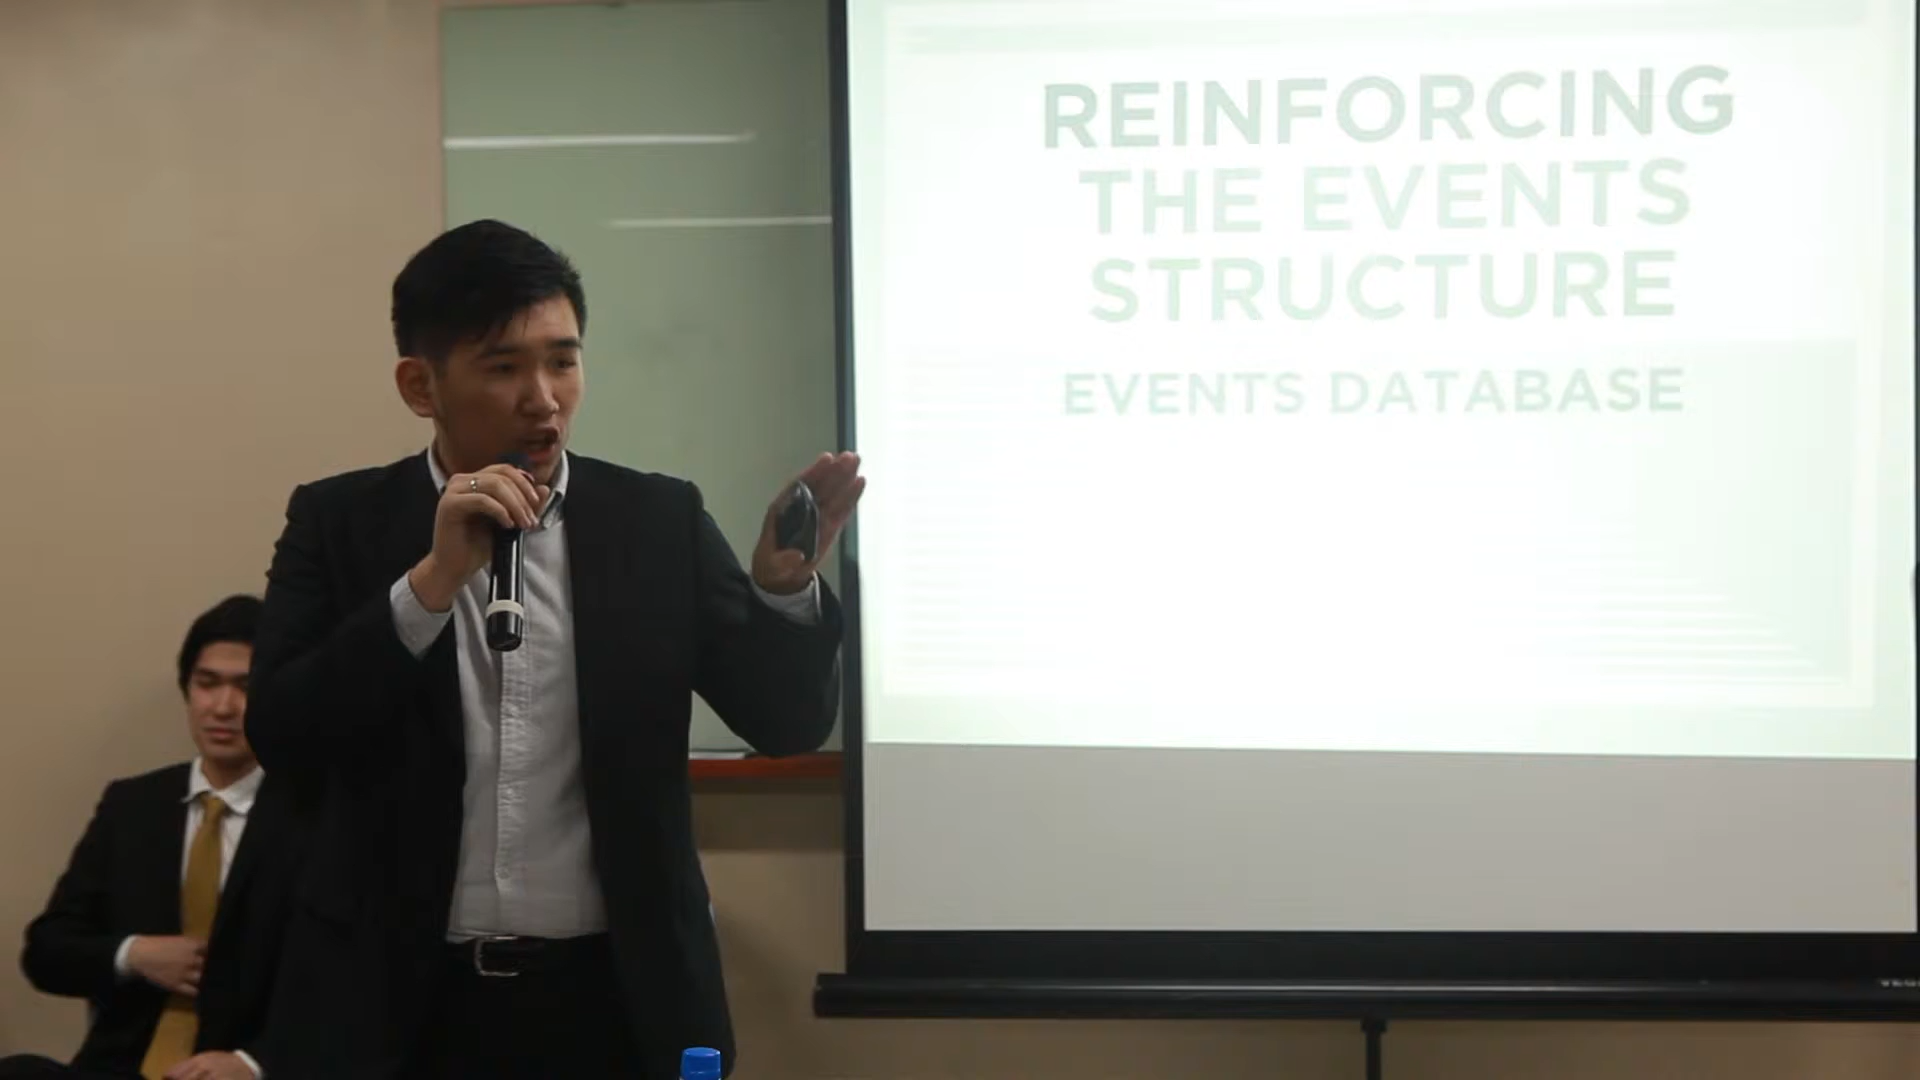 REINFORCING
THE EVENTS
STRUCTURE
EVENTS DATABASE